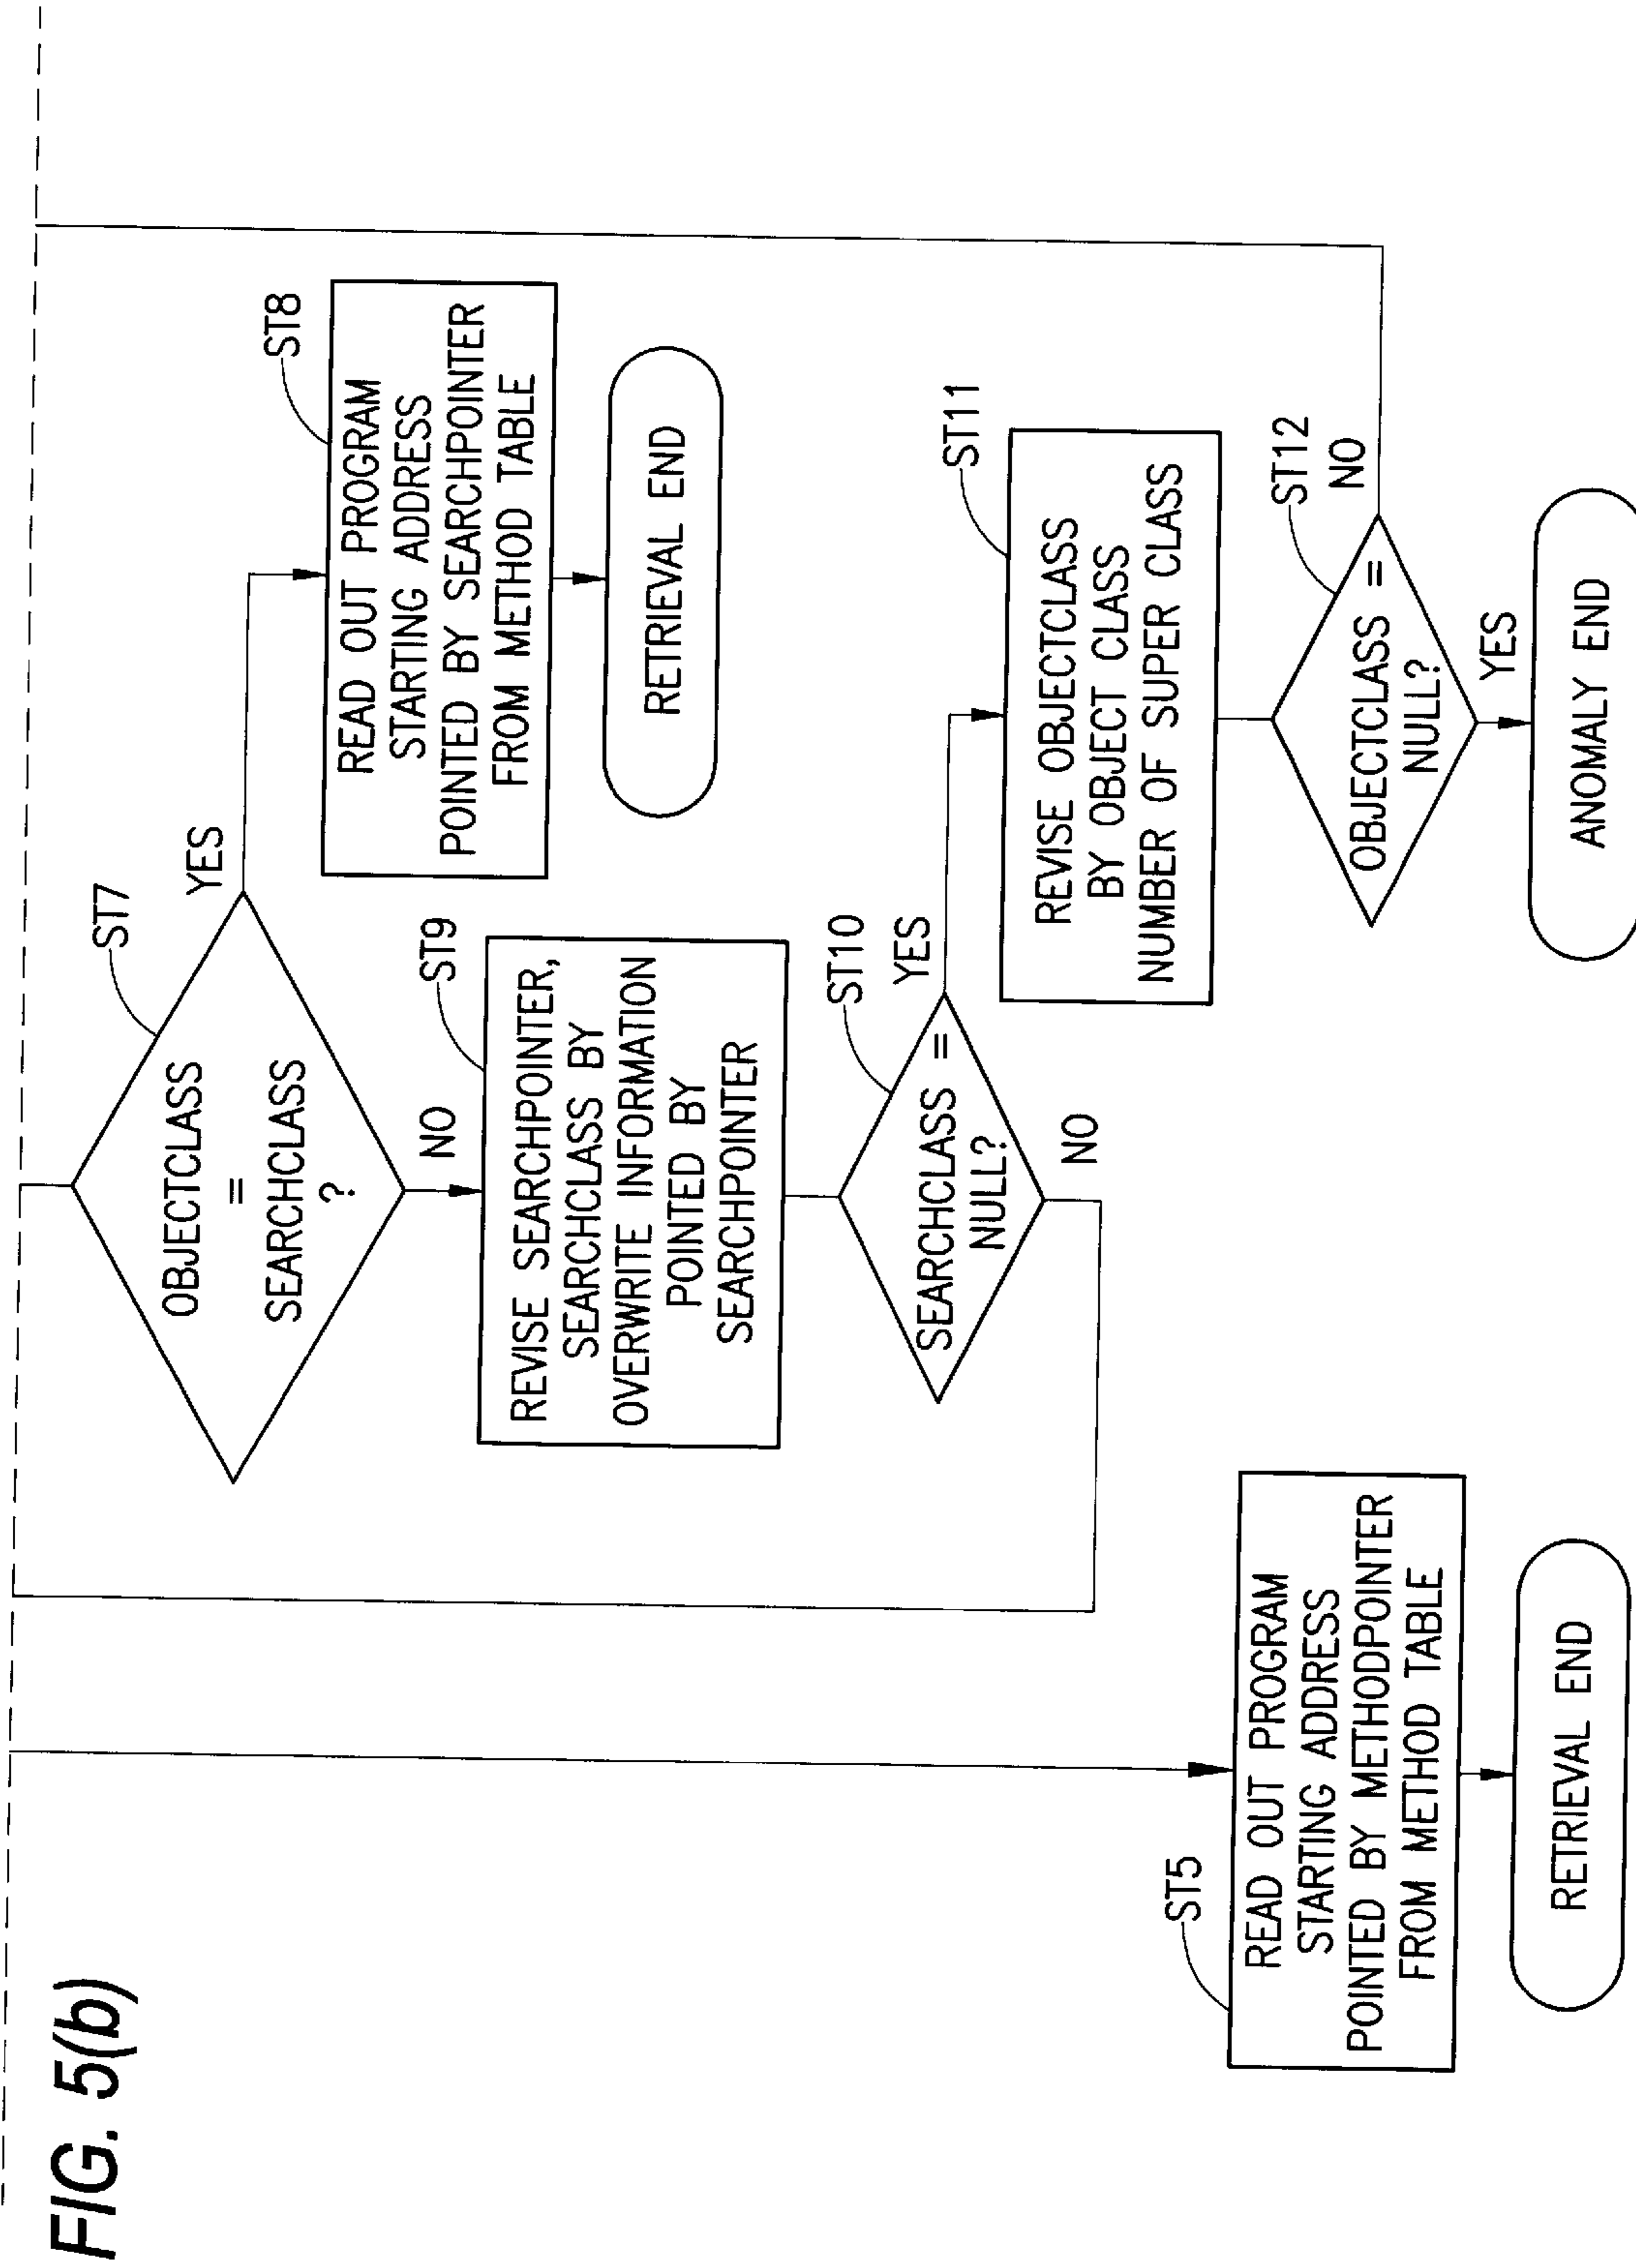 FIG. 5(b)
ST7
OBJECTCLASS
=
SEARCHCLASS
?
YES
NO
ST8
READ OUT PROGRAM
STARTING ADDRESS
POINTED BY SEARCHPOINTER
FROM METHOD TABLE
RETRIEVAL END
ST9
REVISE SEARCHPOINTER,
SEARCHCLASS BY
OVERWRITE INFORMATION
POINTED BY
SEARCHPOINTER
ST10
SEARCHCLASS =
NULL?
YES
NO
ST11
REVISE OBJECTCLASS
BY OBJECT CLASS
NUMBER OF SUPER CLASS
ST12
OBJECTCLASS =
NULL?
NO
YES
ANOMALY END
ST5
READ OUT PROGRAM
STARTING ADDRESS
POINTED BY METHODPOINTER
FROM METHOD TABLE
RETRIEVAL END